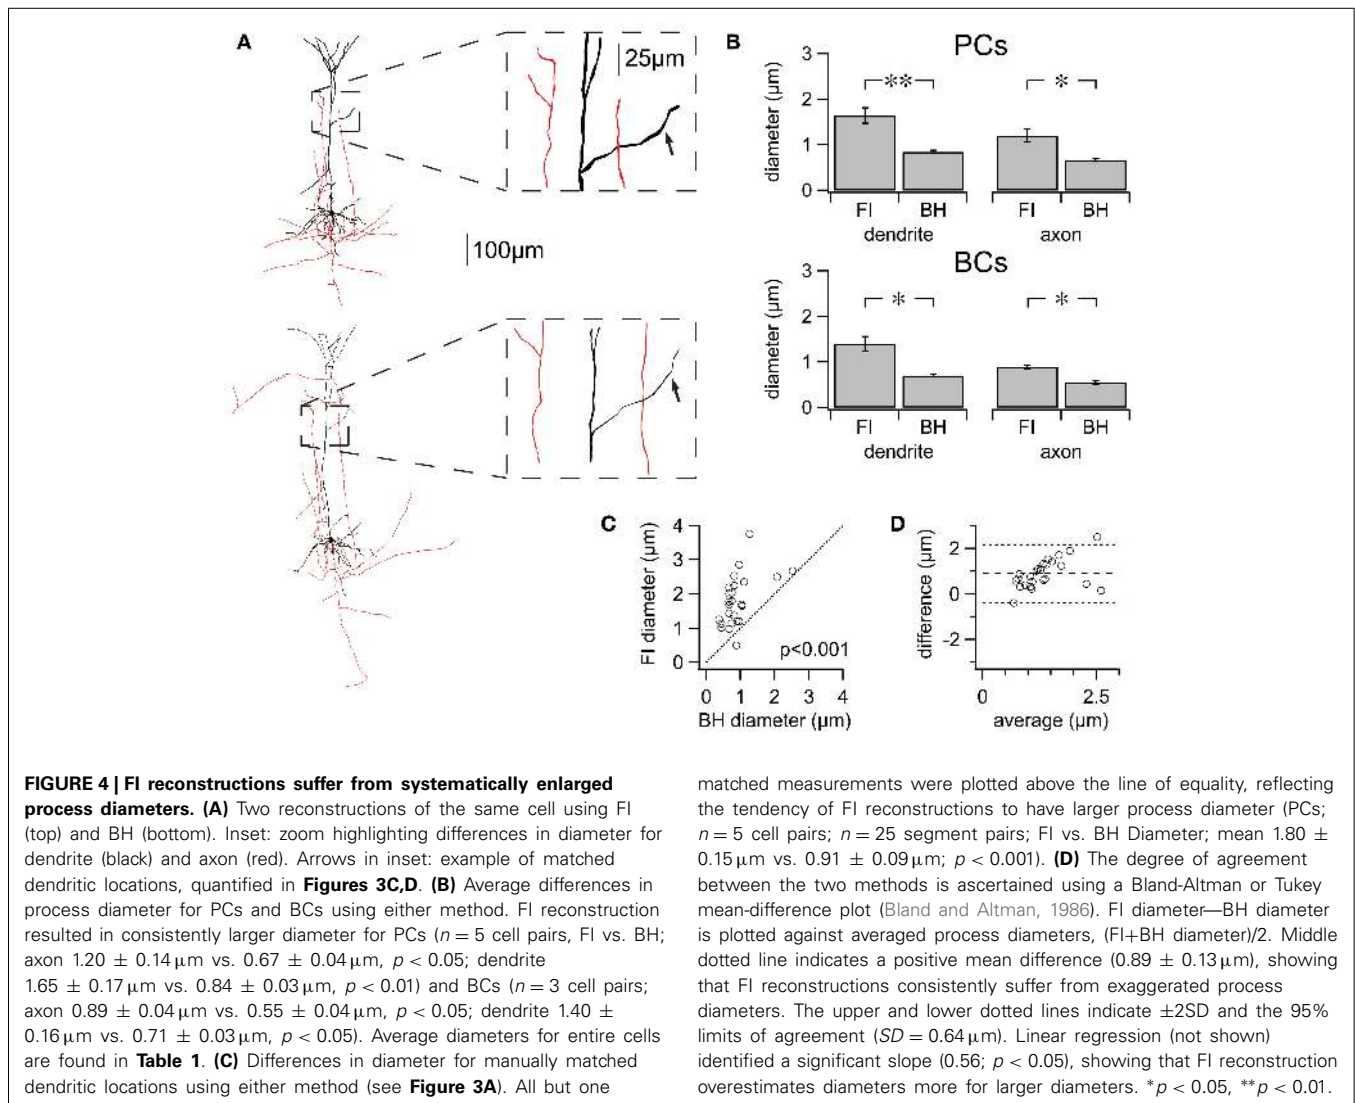 A
25µm
100µm
B
PCs
diameter (µm)
3
2
1
0
**
*
FI
BH
FI
BH
dendrite
axon
BCs
diameter (µm)
3
2
1
0
*
*
FI
BH
FI
BH
dendrite
axon
C
FI diameter (µm)
4
3
2
1
0
p<0.001
0 1 2 3 4
BH diameter (µm)
D
difference (µm)
2
0
-2
0 2.5
average (µm)
FIGURE 4 | FI reconstructions suffer from systematically enlarged
process diameters. (A) Two reconstructions of the same cell using FI
(top) and BH (bottom). Inset: zoom highlighting differences in diameter for
dendrite (black) and axon (red). Arrows in inset: example of matched
dendritic locations, quantified in Figures 3C,D. (B) Average differences in
process diameter for PCs and BCs using either method. FI reconstruction
resulted in consistently larger diameter for PCs (n = 5 cell pairs, FI vs. BH;
axon 1.20 ± 0.14 µm vs. 0.67 ± 0.04 µm, p < 0.05; dendrite
1.65 ± 0.17 µm vs. 0.84 ± 0.03 µm, p < 0.01) and BCs (n = 3 cell pairs;
axon 0.89 ± 0.04 µm vs. 0.55 ± 0.04 µm, p < 0.05; dendrite 1.40 ±
0.16 µm vs. 0.71 ± 0.03 µm, p < 0.05). Average diameters for entire cells
are found in Table 1. (C) Differences in diameter for manually matched
dendritic locations using either method (see Figure 3A). All but one
matched measurements were plotted above the line of equality, reflecting
the tendency of FI reconstructions to have larger process diameter (PCs;
n = 5 cell pairs; n = 25 segment pairs; FI vs. BH Diameter; mean 1.80 ±
0.15 µm vs. 0.91 ± 0.09 µm; p < 0.001). (D) The degree of agreement
between the two methods is ascertained using a Bland-Altman or Tukey
mean-difference plot (Bland and Altman, 1986). FI diameter—BH diameter
is plotted against averaged process diameters, (FI+BH diameter)/2. Middle
dotted line indicates a positive mean difference (0.89 ± 0.13 µm), showing
that FI reconstructions consistently suffer from exaggerated process
diameters. The upper and lower dotted lines indicate ±2SD and the 95%
limits of agreement (SD = 0.64 µm). Linear regression (not shown)
identified a significant slope (0.56; p < 0.05), showing that FI reconstruction
overestimates diameters more for larger diameters. *p < 0.05, **p < 0.01.